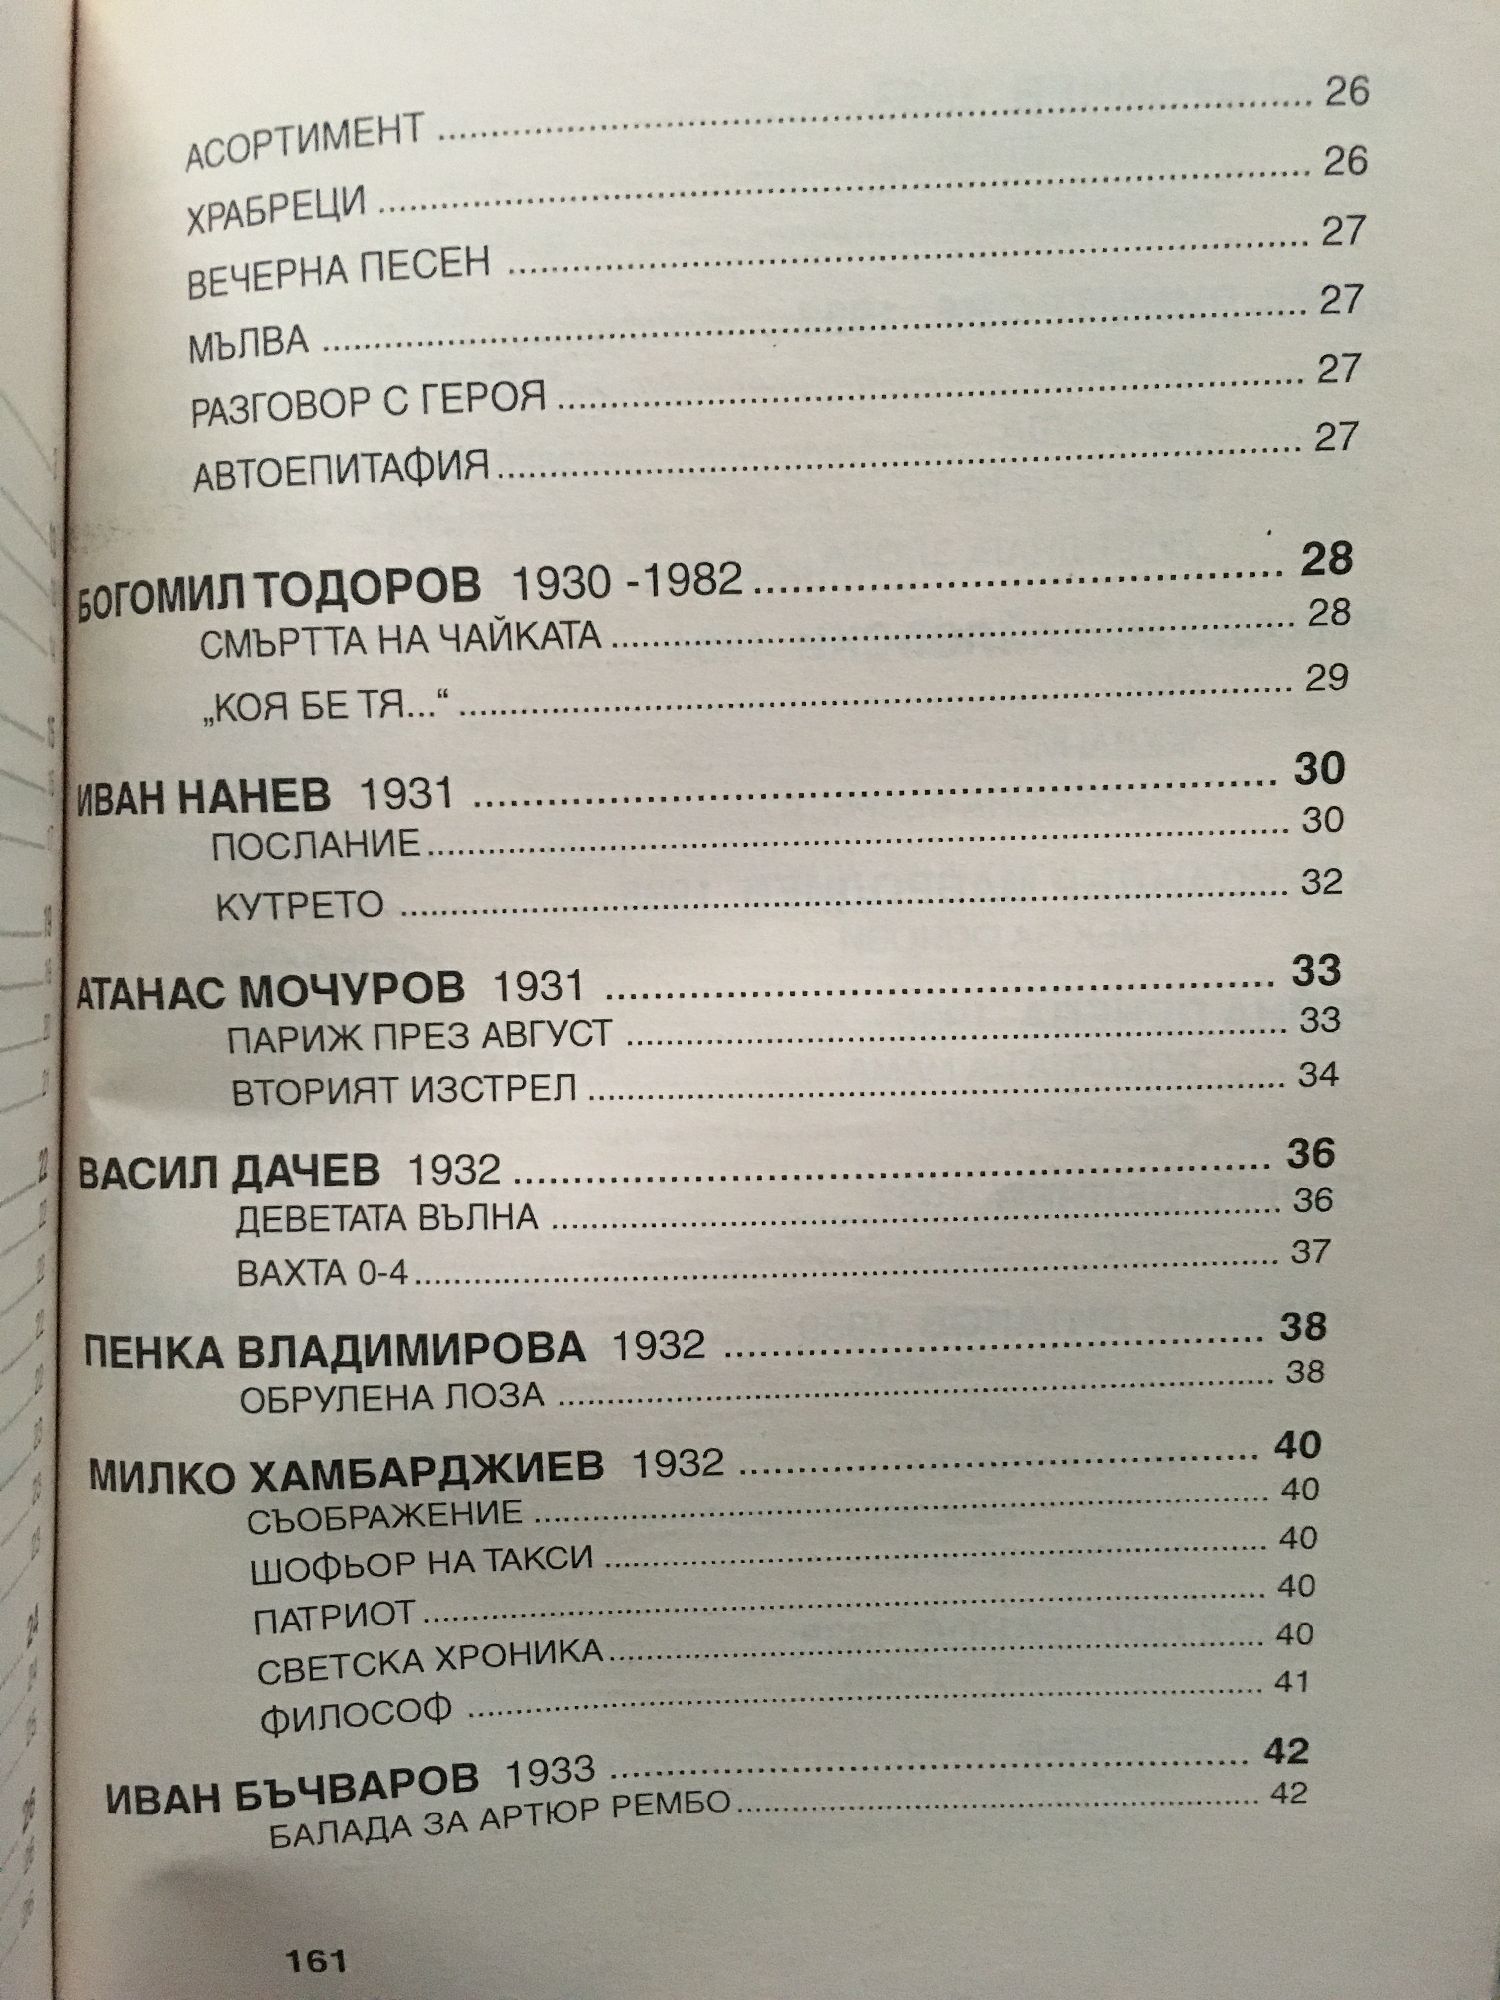 АСОРТИМЕНТ ........................ 26
ХРАБРЕЦИ ........................ 26
ВЕЧЕРНА ПЕСЕН ........................ 27
МЪЛВА ........................ 27
РАЗГОВОР С ГЕРОЯ ........................ 27
АВТОЕПИТАФИЯ ........................ 27
БОГОМИЛ ТОДОРОВ 1930 -1982 ........................ 28
СМЪРТТА НА ЧАЙКАТА ........................ 28
„КОЯ БЕ ТЯ...“ ........................ 29
ИВАН НАНЕВ 1931 ........................ 30
ПОСЛАНИЕ ........................ 30
КУТРЕТО ........................ 32
АТАНАС МОЧУРОВ 1931 ........................ 33
ПАРИЖ ПРЕЗ АВГУСТ ........................ 33
ВТОРИЯТ ИЗСТРЕЛ ........................ 34
ВАСИЛ ДАЧЕВ 1932 ........................ 36
ДЕВЕТАТА ВЪЛНА ........................ 36
ВАХТА 0-4 ........................ 37
ПЕНКА ВЛАДИМИРОВА 1932 ........................ 38
ОБРУЛЕНА ЛОЗА ........................ 38
МИЛКО ХАМБАРДЖИЕВ 1932 ........................ 40
СЪОБРАЖЕНИЕ ........................ 40
ШОФЬОР НА ТАКСИ ........................ 40
ПАТРИОТ ........................ 40
СВЕТСКА ХРОНИКА ........................ 40
ФИЛОСОФ ........................ 41
ИВАН БЪЧВАРОВ 1933 ........................ 42
БАЛАДА ЗА АРТЮР РЕМБО ........................ 42
161